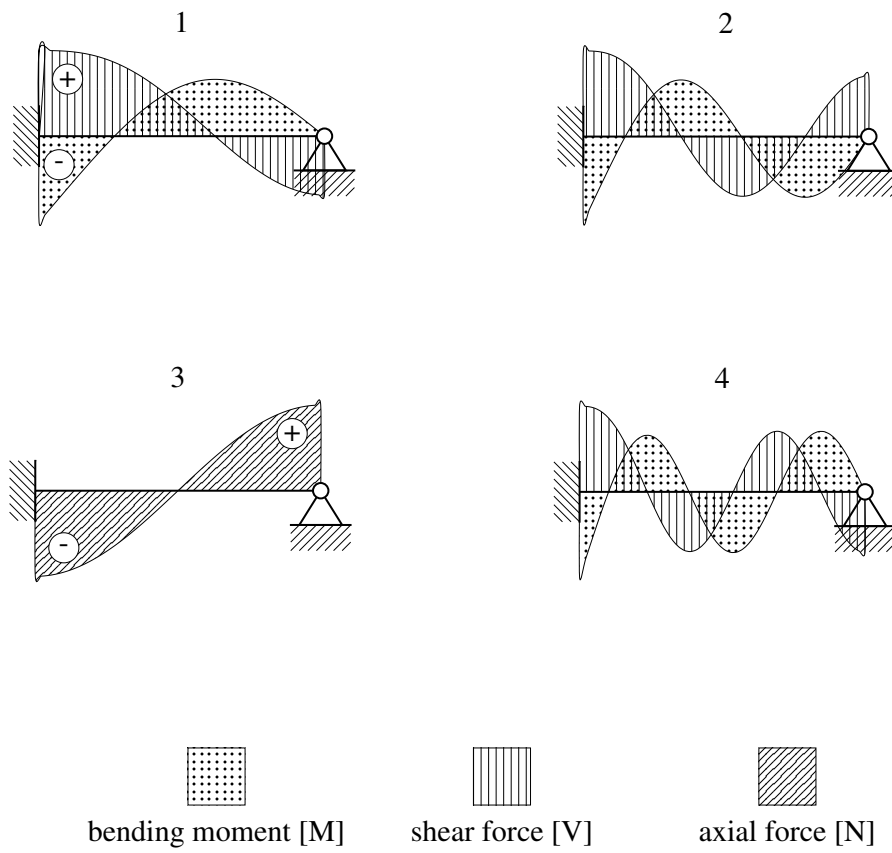 1
2
+
-
3
4
+
-
bending moment [M]
shear force [V]
axial force [N]